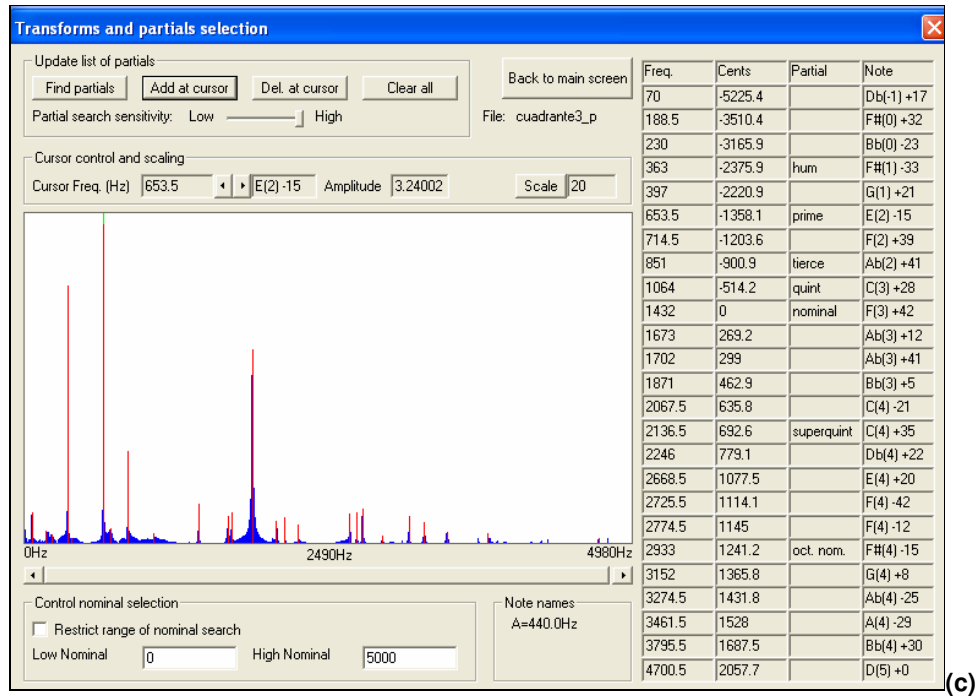 Transforms and partials selection
Update list of partials
Find partials Add at cursor Del. at cursor Clear all
Partial search sensitivity: Low High
Back to main screen
File: cuadrante3_p
Cursor control and scaling
Cursor Freq. (Hz) 653.5 E(2) -15 Amplitude 3.24002 Scale 20
0Hz 2490Hz 4980Hz
Control nominal selection
Restrict range of nominal search
Low Nominal 0 High Nominal 5000
Note names
A=440.0Hz
Freq. Cents Partial Note
70 -5225.4 Db(-1) +17
188.5 -3510.4 F#(0) +32
230 -3165.9 Bb(0) -23
363 -2375.9 hum F#(1) -33
397 -2220.9 G(1) +21
653.5 -1358.1 prime E(2) -15
714.5 -1203.6 F(2) +39
851 -900.9 tierce Ab(2) +41
1064 -514.2 quint C(3) +28
1432 0 nominal F(3) +42
1673 269.2 Ab(3) +12
1702 299 Ab(3) +41
1871 462.9 Bb(3) +5
2067.5 635.8 C(4) -21
2136.5 692.6 superquint C(4) +35
2246 779.1 Db(4) +22
2668.5 1077.5 E(4) +20
2725.5 1114.1 F(4) -42
2774.5 1145 F(4) -12
2933 1241.2 oct. nom. F#(4) -15
3152 1365.8 G(4) +8
3274.5 1431.8 Ab(4) -25
3461.5 1528 A(4) -29
3795.5 1687.5 Bb(4) +30
4700.5 2057.7 D(5) +0
(c)